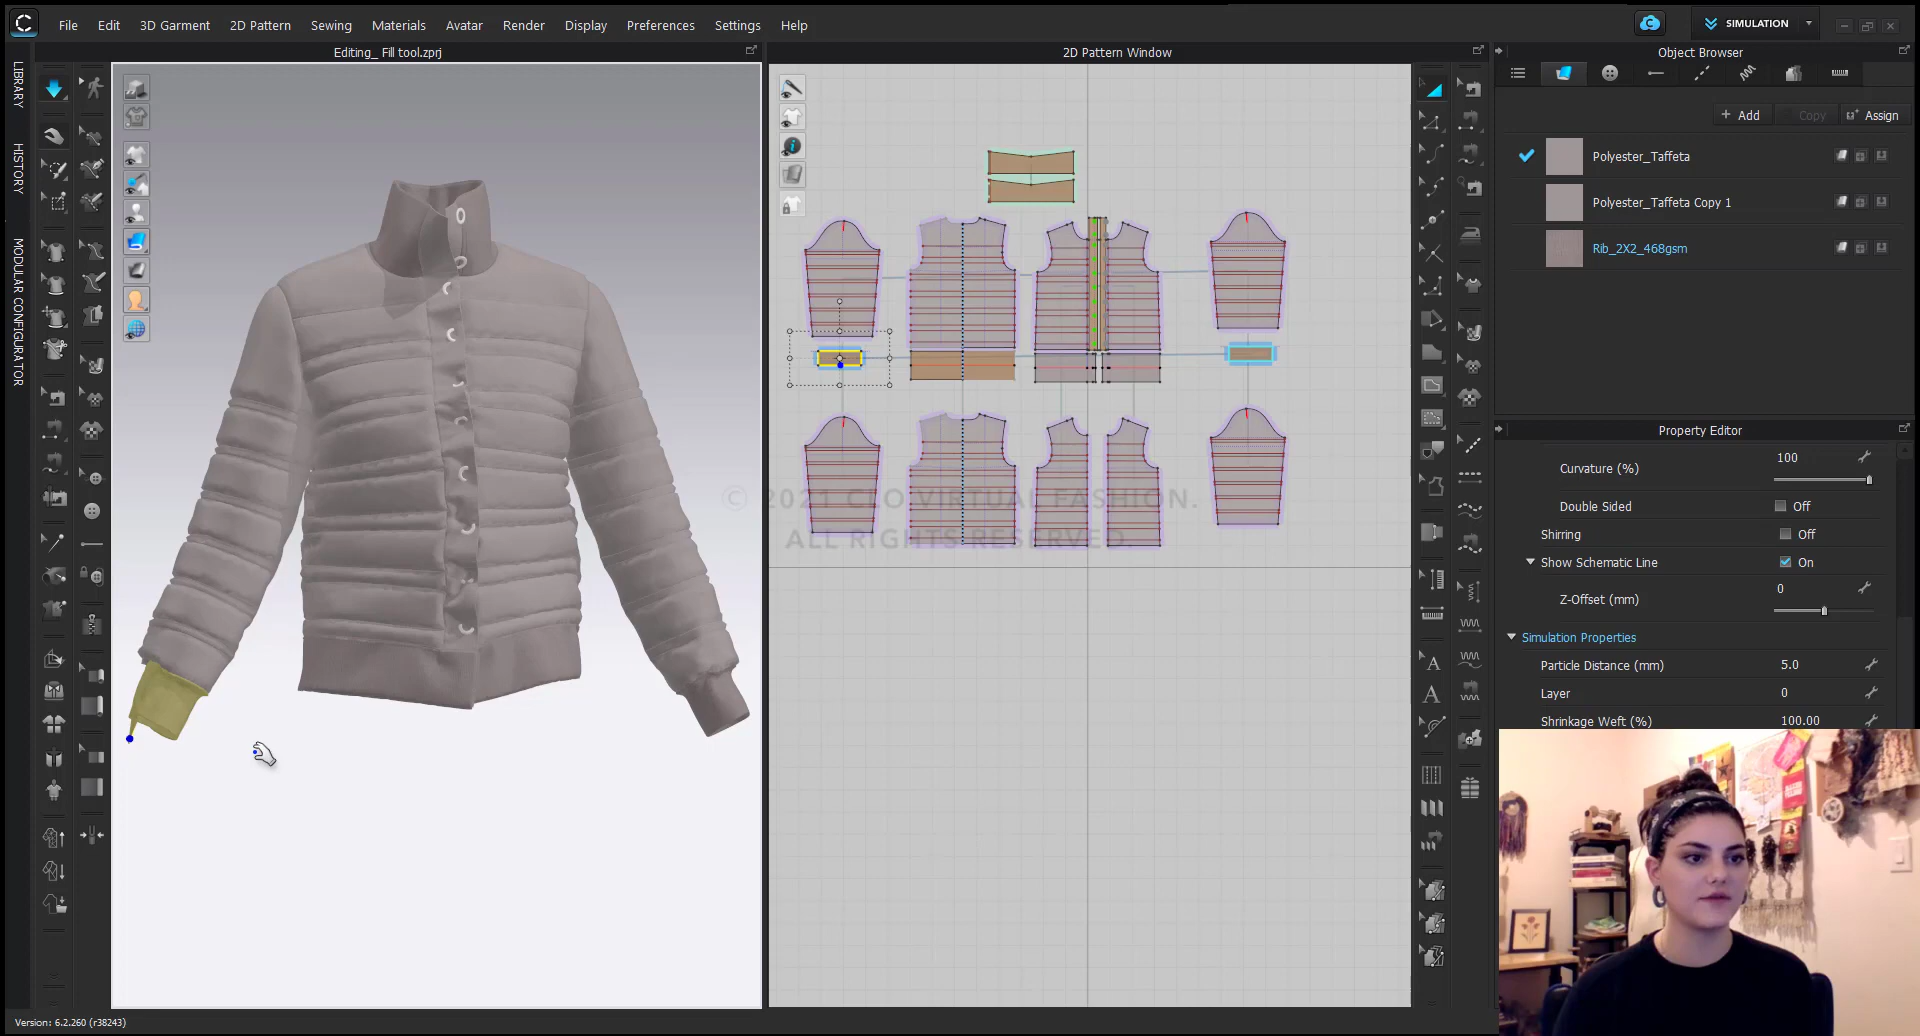 File Edit 3D Garment 2D Pattern Sewing Materials Avatar Render Display Preferences Settings Help
SIMULATION
Editing_ Fill tool.zprj
2D Pattern Window
Object Browser
LIBRARY
HISTORY
MODULAR CONFIGURATOR
+ Add
Copy
Assign
Polyester_Taffeta
Polyester_Taffeta Copy 1
Rib_2X2_468gsm
Property Editor
Curvature (%)
100
Double Sided
Off
Shirring
Off
Show Schematic Line
On
Z-Offset (mm)
0
Simulation Properties
Particle Distance (mm)
5.0
Layer
0
Shrinkage Weft (%)
100.00
© 2021 CLO VIRTUAL FASHION.
ALL RIGHTS RESERVED.
Version: 6.2.260 (r38243)